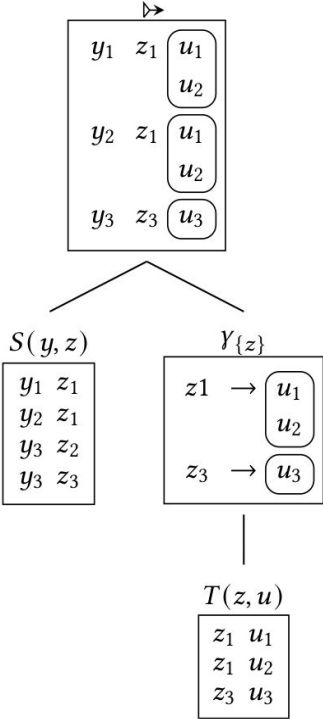 ⊳→
y₁ z₁ u₁
u₂
y₂ z₁ u₁
u₂
y₃ z₃ u₃
S(y, z)
y₁ z₁
y₂ z₁
y₃ z₂
y₃ z₃
γ{z}
z1 → u₁
u₂
z₃ → u₃
T(z, u)
z₁ u₁
z₁ u₂
z₃ u₃